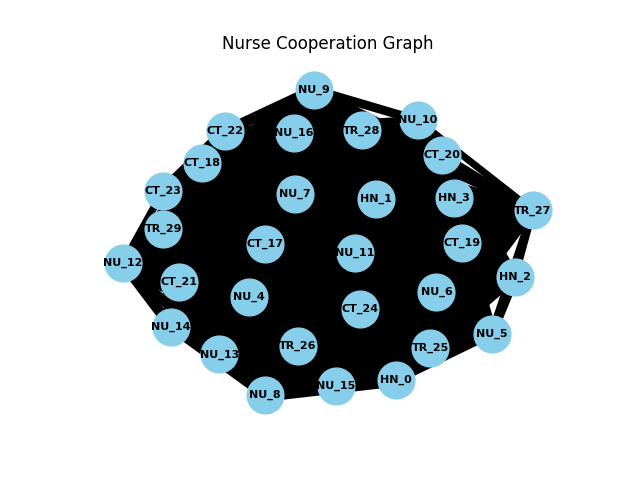 Nurse Cooperation Graph
NU_9
NU_10
CT_22
NU_16
TR_28
CT_20
CT_18
CT_23
NU_7
HN_1
HN_3
TR_27
TR_29
CT_17
NU_11
CT_19
NU_12
CT_21
HN_2
NU_4
NU_6
CT_24
NU_14
NU_5
NU_13
TR_26
TR_25
NU_8
NU_15
HN_0